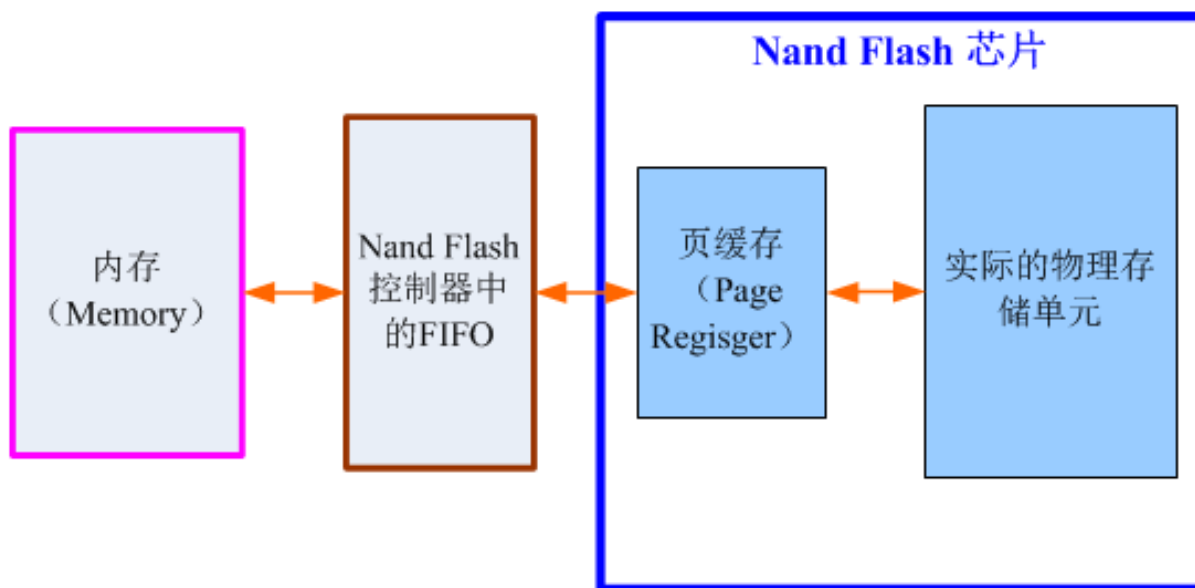 Nand Flash 芯片
内存
（Memory）
Nand Flash
控制器中
的FIFO
页缓存
（Page
Regisger）
实际的物理存
储单元